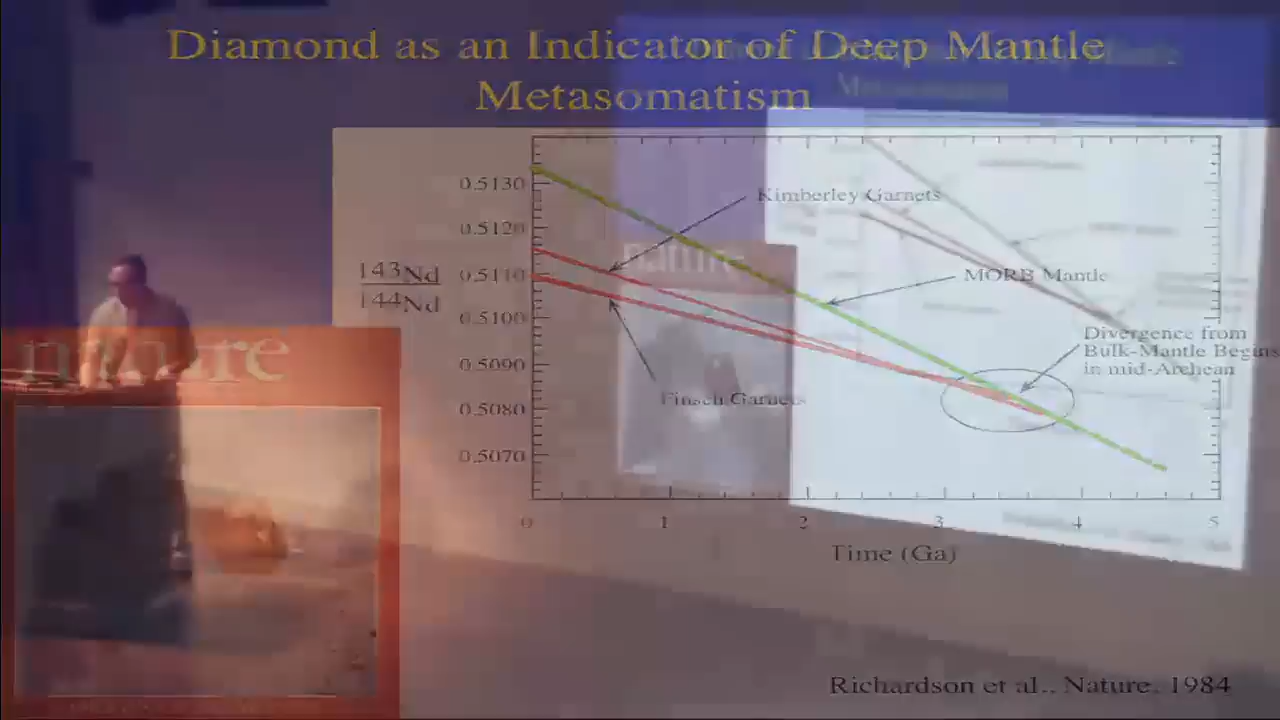 Diamond as an Indicator of Deep Mantle
Metasomatism
0.5130
0.5120
0.5110
0.5100
0.5090
0.5080
0.5070
143Nd
144Nd
Kimberley Garnets
MORB Mantle
Divergence from
Bulk-Mantle Begins
in mid-Archean
Finsch Garnets
0 1 2 3 4 5
Time (Ga)
nature
nature
Richardson et al., Nature, 1984